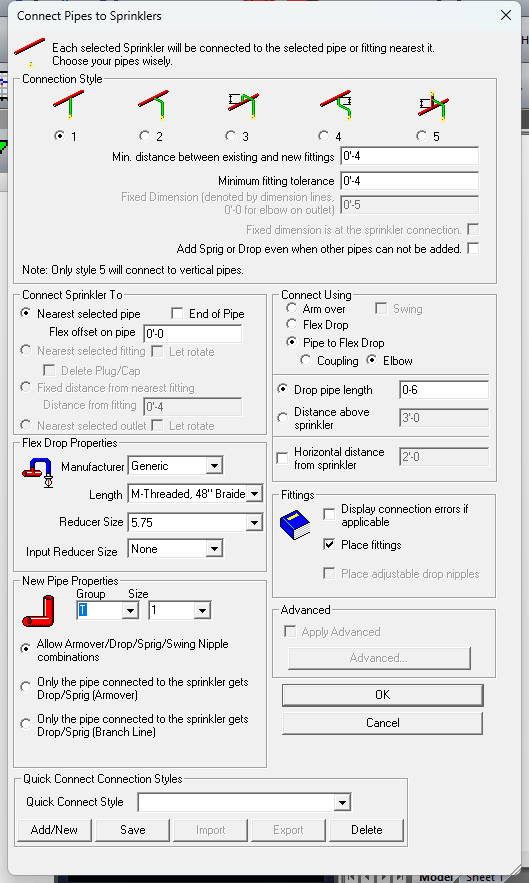 Connect Pipes to Sprinklers
Each selected Sprinkler will be connected to the selected pipe or fitting nearest it.
Choose your pipes wisely.
Connection Style
1
2
3
4
5
Min. distance between existing and new fittings
0'-4
Minimum fitting tolerance
0'-4
Fixed Dimension (denoted by dimension lines,
0'-0 for elbow on outlet)
0'-5
Fixed dimension is at the sprinkler connection.
Add Sprig or Drop even when other pipes can not be added.
Note: Only style 5 will connect to vertical pipes.
Connect Sprinkler To
Nearest selected pipe
End of Pipe
Flex offset on pipe
0'-0
Nearest selected fitting
Let rotate
Delete Plug/Cap
Fixed distance from nearest fitting
Distance from fitting
0'-4
Nearest selected outlet
Let rotate
Connect Using
Arm over
Swing
Flex Drop
Pipe to Flex Drop
Coupling
Elbow
Drop pipe length
0-6
Distance above
sprinkler
3'-0
Horizontal distance
from sprinkler
2'-0
Flex Drop Properties
Manufacturer
Generic
Length
M-Threaded, 48" Braide
Reducer Size
5.75
Input Reducer Size
None
Fittings
Display connection errors if
applicable
Place fittings
Place adjustable drop nipples
New Pipe Properties
Group
Size
T
1
Allow Armover/Drop/Sprig/Swing Nipple
combinations
Only the pipe connected to the sprinkler gets
Drop/Sprig (Armover)
Only the pipe connected to the sprinkler gets
Drop/Sprig (Branch Line)
Advanced
Apply Advanced
Advanced...
OK
Cancel
Quick Connect Connection Styles
Quick Connect Style
Add/New
Save
Import
Export
Delete
Model
Sheet 1